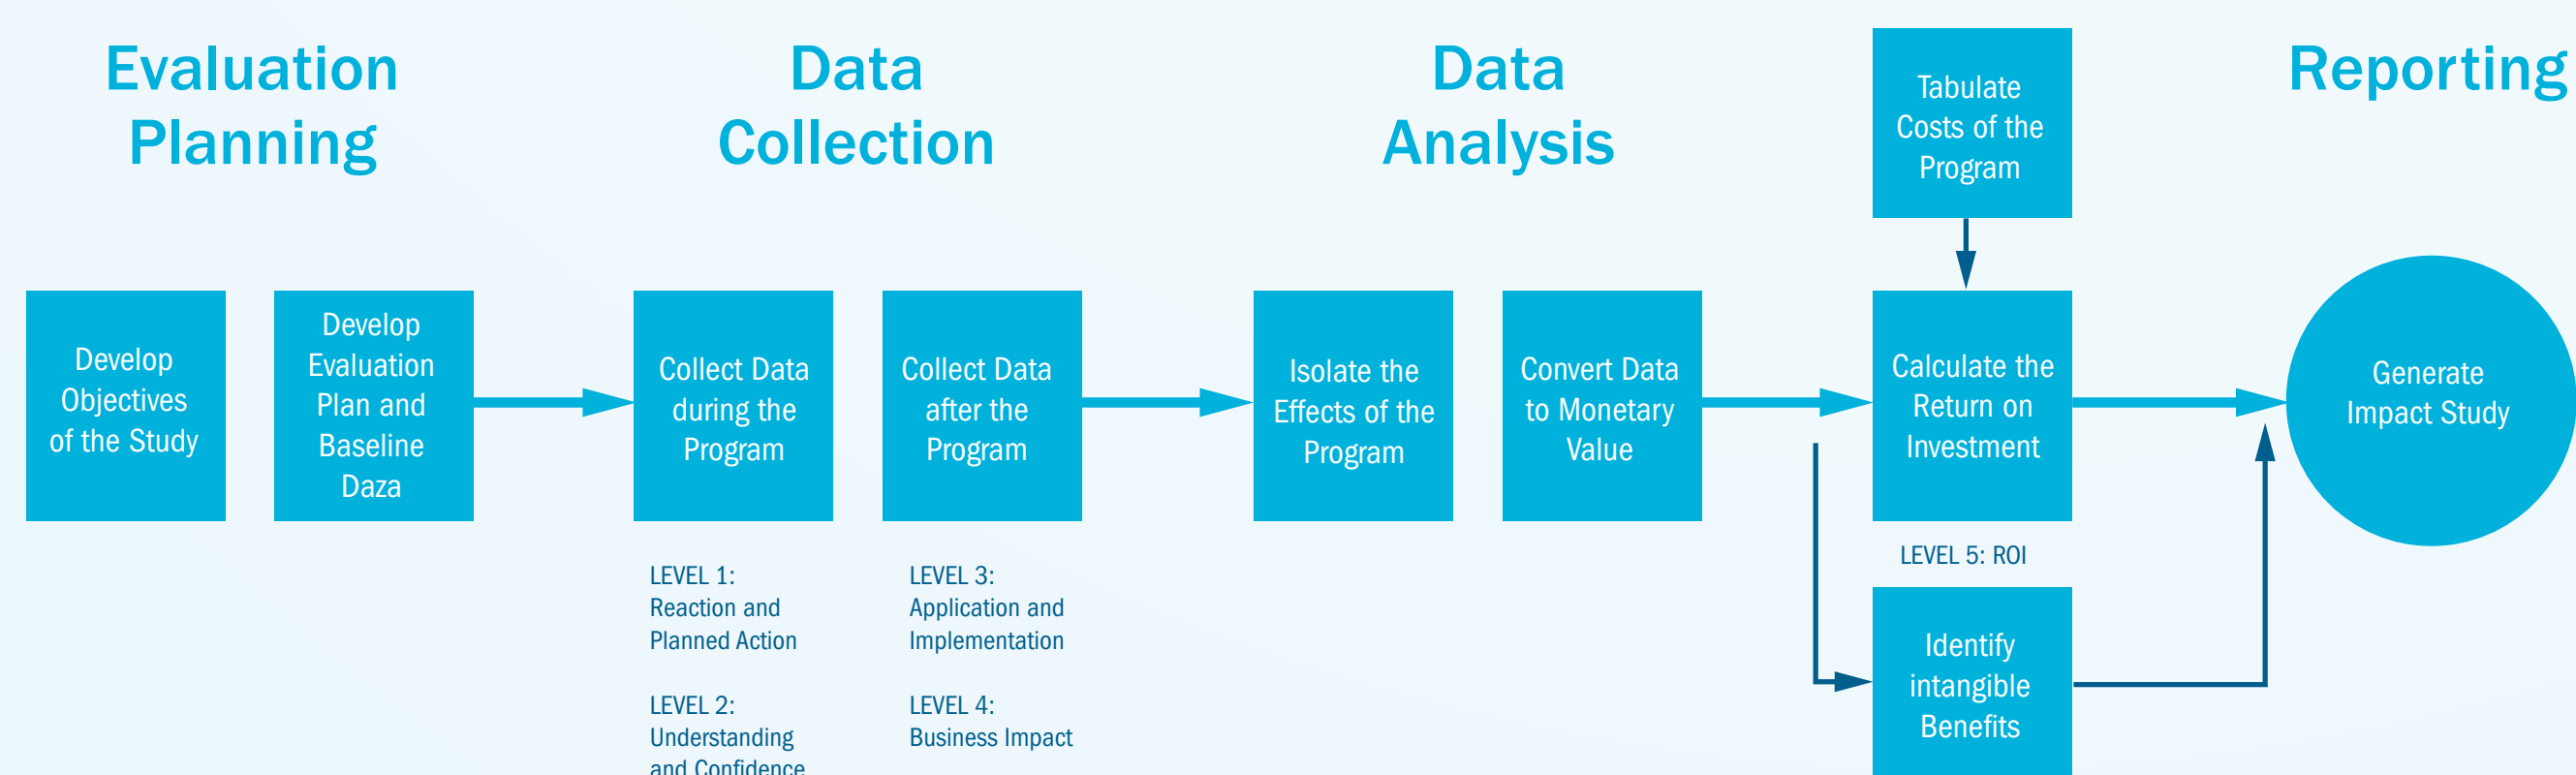 Evaluation
Planning
Data
Collection
Data
Analysis
Reporting
Tabulate
Costs of the
Program
Develop
Objectives
of the Study
Develop
Evaluation
Plan and
Baseline
Daza
Collect Data
during the
Program
Collect Data
after the
Program
Isolate the
Effects of the
Program
Convert Data
to Monetary
Value
Calculate the
Return on
Investment
Generate
Impact Study
LEVEL 1:
Reaction and
Planned Action
LEVEL 2:
Understanding
and Confidence
LEVEL 3:
Application and
Implementation
LEVEL 4:
Business Impact
LEVEL 5: ROI
Identify
intangible
Benefits